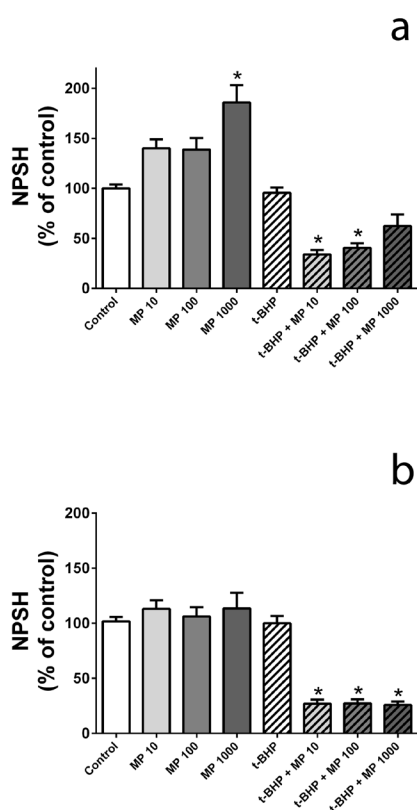 a
NPSH
(% of control)
200
150
100
50
0
*
*
*
Control
MP 10
MP 100
MP 1000
t-BHP
t-BHP + MP 10
t-BHP + MP 100
t-BHP + MP 1000
b
NPSH
(% of control)
200
150
100
50
0
*
*
*
Control
MP 10
MP 100
MP 1000
t-BHP
t-BHP + MP 10
t-BHP + MP 100
t-BHP + MP 1000